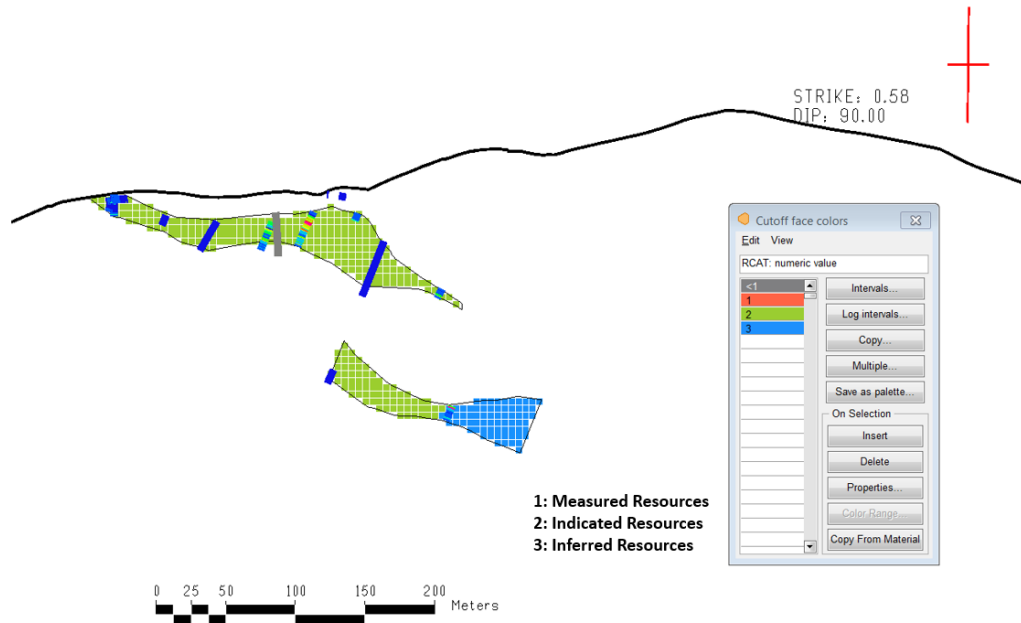 STRIKE: 0.58
DIP: 90.00
Cutoff face colors
Edit View
RCAT: numeric value
<1
1
2
3
Intervals...
Log intervals...
Copy...
Multiple...
Save as palette...
On Selection
Insert
Delete
Properties...
Color Range...
Copy From Material
1: Measured Resources
2: Indicated Resources
3: Inferred Resources
0 25 50 100 150 200 Meters